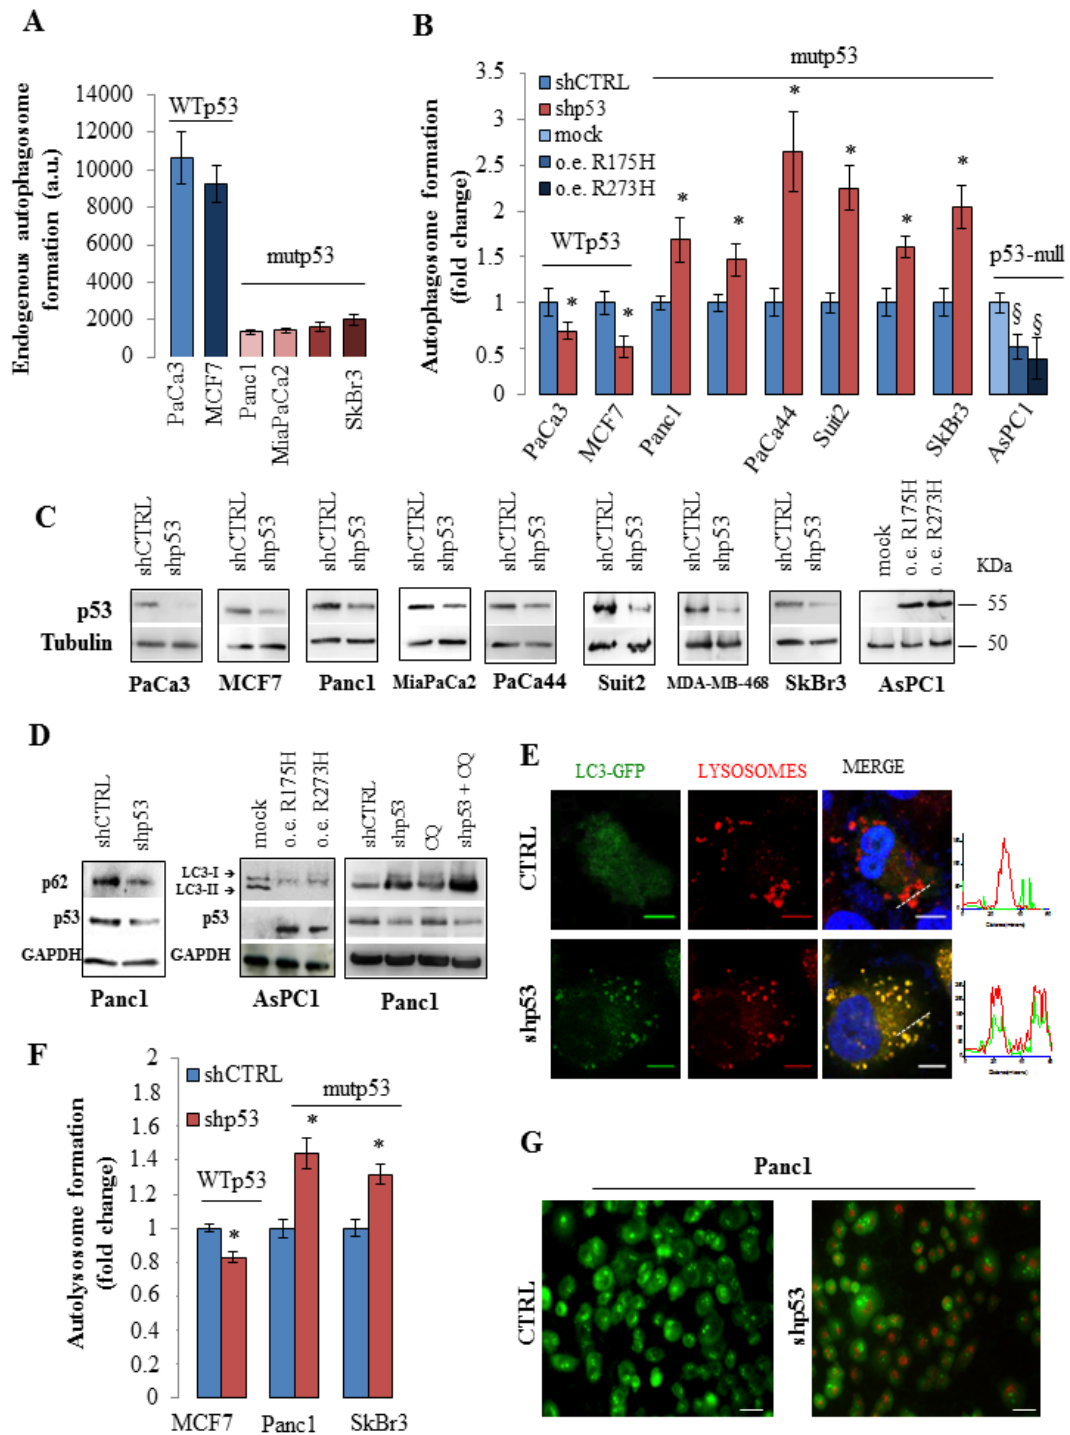 A
Endogenous autophagosome
formation (a.u.)
14000
12000
10000
8000
6000
4000
2000
0
WTp53
mutp53
PaCa3
MCF7
Panc1
MiaPaCa2
SkBr3
B
Autophagosome formation
(fold change)
3.5
3
2.5
2
1.5
1
0.5
0
shCTRL
shp53
mock
o.e. R175H
o.e. R273H
mutp53
WTp53
p53-null
* * * * * * * * § §
PaCa3
MCF7
Panc1
PaCa44
Suit2
SkBr3
AsPC1
C
shCTRL shp53
shCTRL shp53
shCTRL shp53
shCTRL shp53
shCTRL shp53
shCTRL shp53
shCTRL shp53
shCTRL shp53
mock o.e. R175H o.e. R273H
KDa
p53
55
Tubulin
50
PaCa3 MCF7 Panc1 MiaPaCa2 PaCa44 Suit2 MDA-MB-468 SkBr3 AsPC1
D
shCTRL shp53
mock o.e. R175H o.e. R273H
shCTRL shp53 CQ shp53 + CQ
p62
LC3-I
LC3-II
p53
p53
GAPDH
GAPDH
Panc1
AsPC1
Panc1
E
LC3-GFP LYSOSOMES MERGE
CTRL
shp53
F
Autolysosome formation
(fold change)
2
1.8
1.6
1.4
1.2
1
0.8
0.6
0.4
0.2
0
shCTRL
shp53
mutp53
WTp53
* * *
MCF7
Panc1
SkBr3
G
Panc1
CTRL
shp53